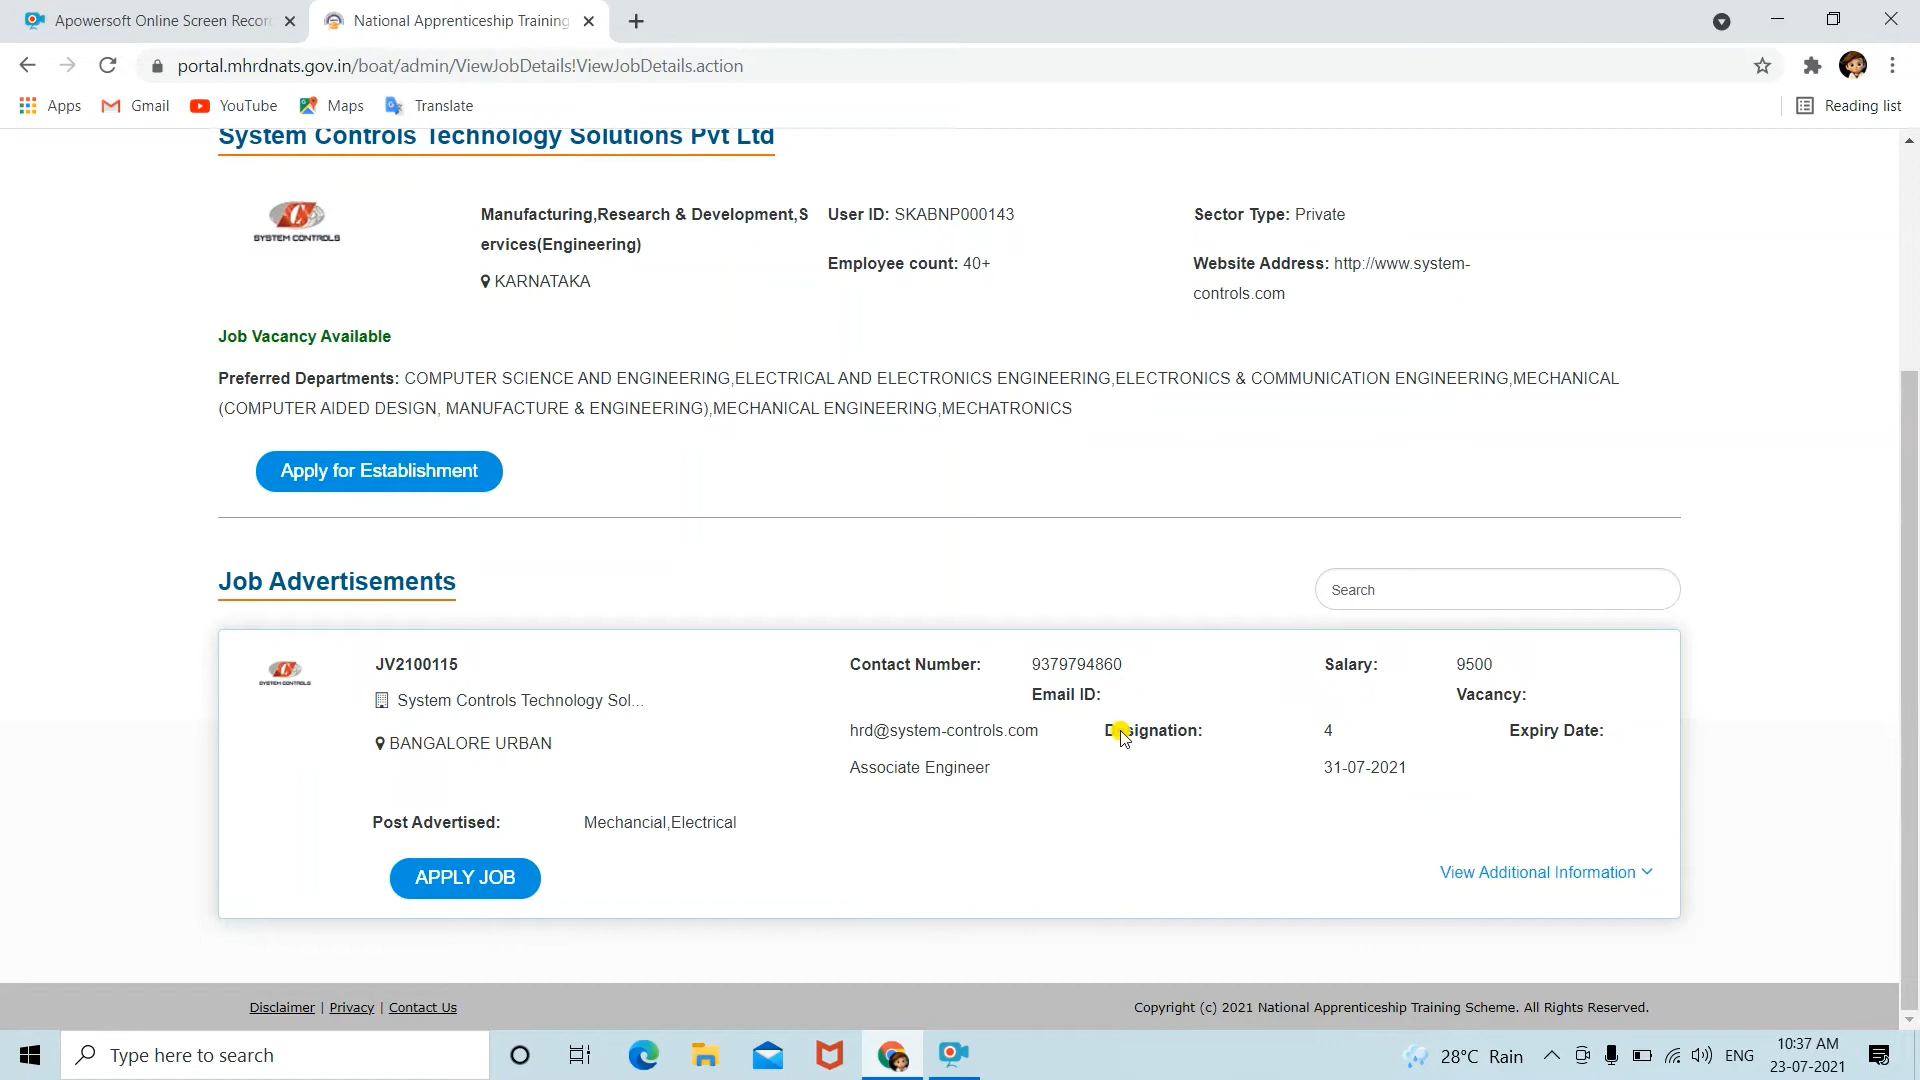 Apowersoft Online Screen Recor
National Apprenticeship Training
portal.mhrdnats.gov.in/boat/admin/ViewJobDetails!ViewJobDetails.action
Apps Gmail YouTube Maps Translate Reading list
System Controls Technology Solutions Pvt Ltd
SYSTEM CONTROLS
Manufacturing,Research & Development,S
ervices(Engineering)
KARNATAKA
User ID: SKABNP000143
Employee count: 40+
Sector Type: Private
Website Address: http://www.system-
controls.com
Job Vacancy Available
Preferred Departments: COMPUTER SCIENCE AND ENGINEERING,ELECTRICAL AND ELECTRONICS ENGINEERING,ELECTRONICS & COMMUNICATION ENGINEERING,MECHANICAL
(COMPUTER AIDED DESIGN, MANUFACTURE & ENGINEERING),MECHANICAL ENGINEERING,MECHATRONICS
Apply for Establishment
Job Advertisements
Search
SYSTEM CONTROLS
JV2100115
System Controls Technology Sol...
BANGALORE URBAN
Contact Number: 9379794860
Email ID:
hrd@system-controls.com Designation:
Associate Engineer
Salary: 9500
Vacancy:
4 Expiry Date:
31-07-2021
Post Advertised: Mechancial,Electrical
APPLY JOB
View Additional Information
Disclaimer | Privacy | Contact Us
Copyright (c) 2021 National Apprenticeship Training Scheme. All Rights Reserved.
Type here to search
28°C Rain
ENG
10:37 AM
23-07-2021